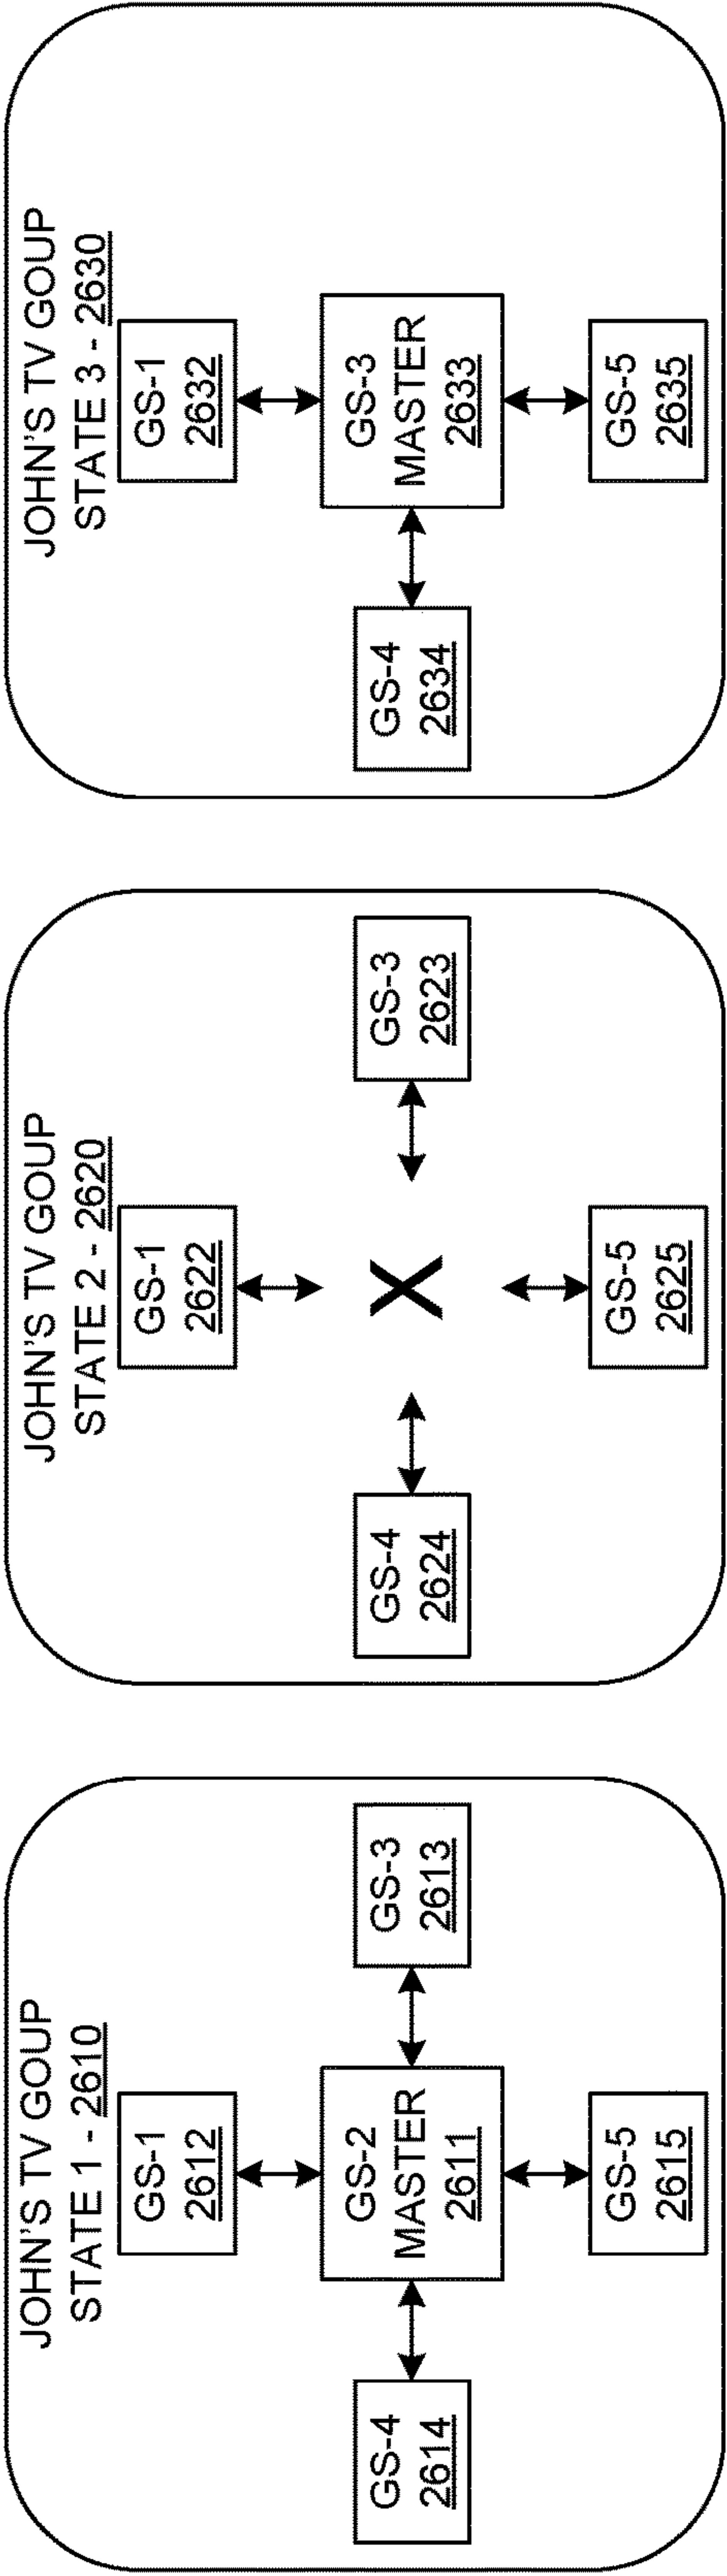 JOHN'S TV GOUP
STATE 1 - 2610
GS-1
2612
GS-4
2614
GS-2
MASTER
2611
GS-3
2613
GS-5
2615
JOHN'S TV GOUP
STATE 2 - 2620
GS-1
2622
GS-4
2624
X
GS-3
2623
GS-5
2625
JOHN'S TV GOUP
STATE 3 - 2630
GS-1
2632
GS-4
2634
GS-3
MASTER
2633
GS-5
2635